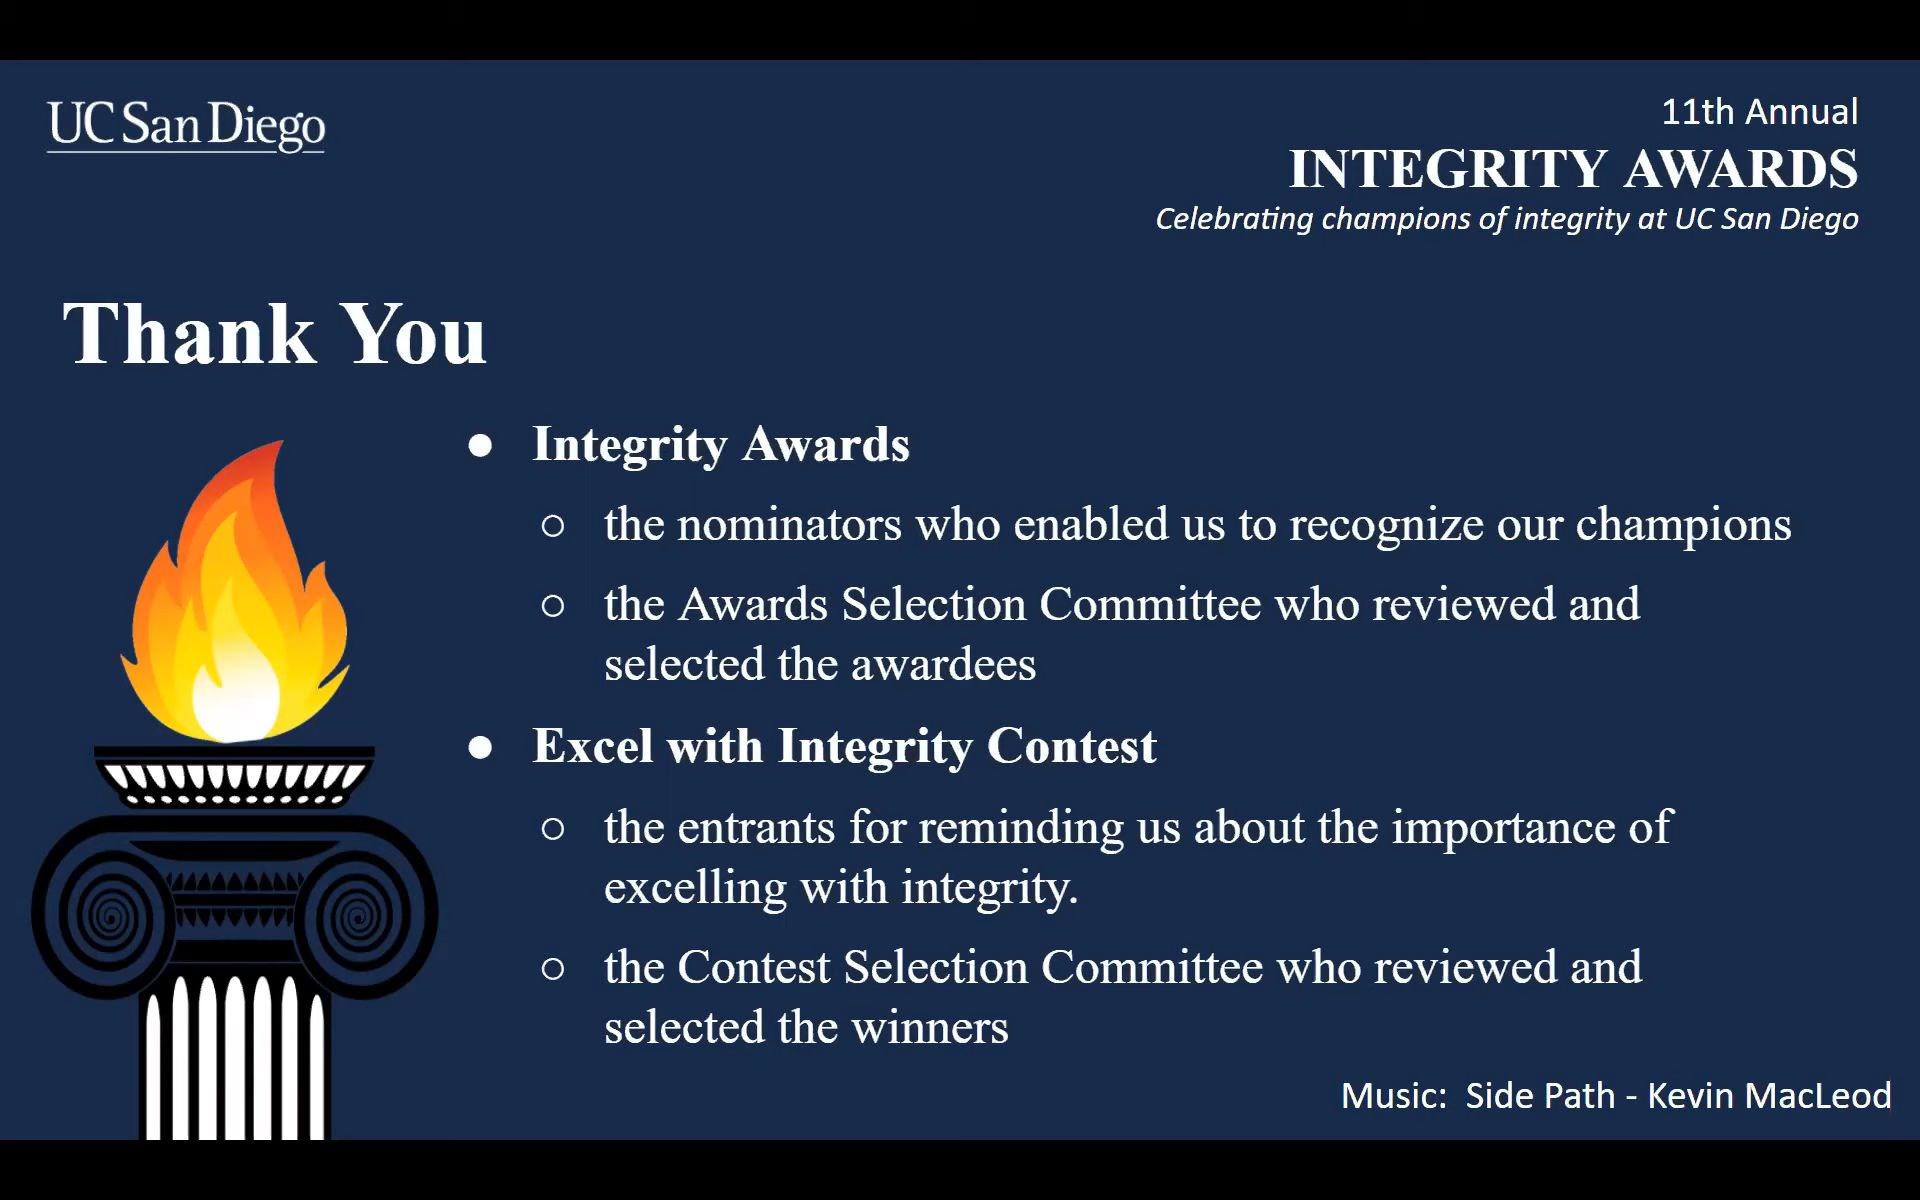 UC San Diego
11th Annual
INTEGRITY AWARDS
Celebrating champions of integrity at UC San Diego
Thank You
● Integrity Awards
○ the nominators who enabled us to recognize our champions
○ the Awards Selection Committee who reviewed and
selected the awardees
● Excel with Integrity Contest
○ the entrants for reminding us about the importance of
excelling with integrity.
○ the Contest Selection Committee who reviewed and
selected the winners
Music:  Side Path - Kevin MacLeod